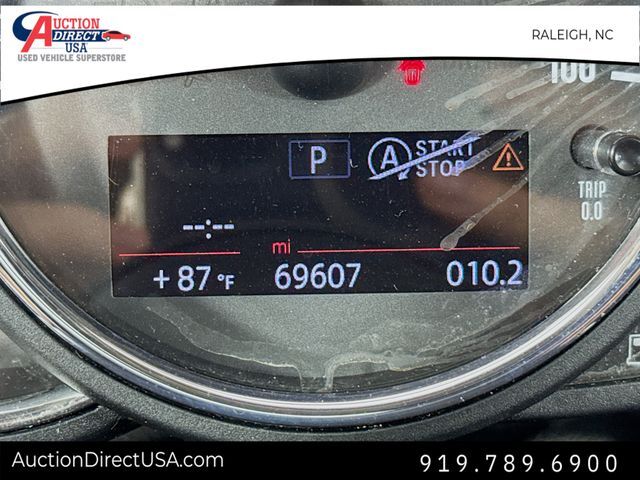 AUCTION
DIRECT
USA
USED VEHICLE SUPERSTORE
RALEIGH, NC
100
P
A START
STOP
TRIP
0.0
--:--
mi
+87°F 69607 010.2
AuctionDirectUSA.com 919.789.6900